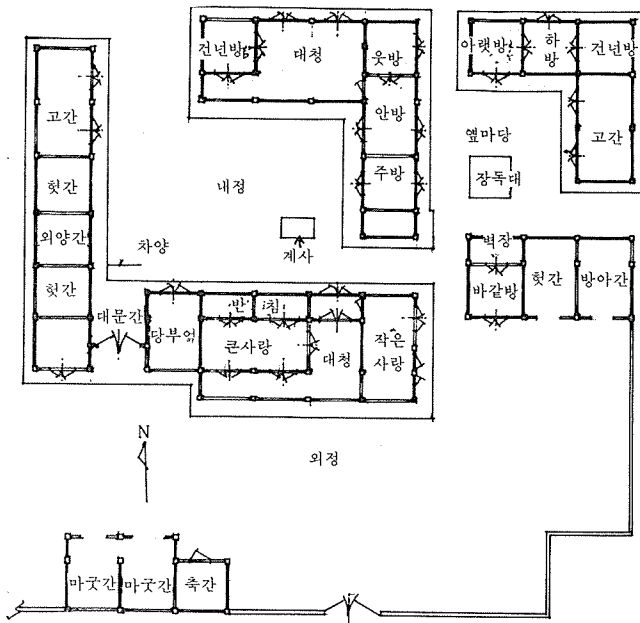 건넌방
대청
웃방
아랫방
하방
건넌방
고간
안방
옆마당
고간
헛간
내정
주방
장독대
외양간
차양
계사
벽장
헛간
대문간
반침
바깥방
헛간
방아간
당부엌
큰사랑
대청
작은
사랑
N
외정
마굿간
마굿간
측간